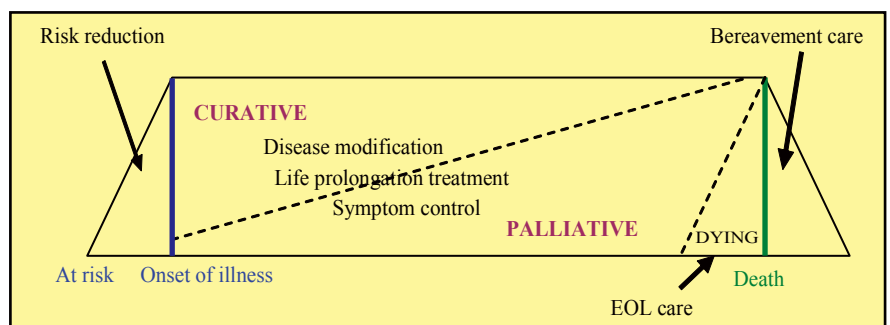 Risk reduction
Bereavement care
CURATIVE
Disease modification
Life prolongation treatment
Symptom control
PALLIATIVE
DYING
At risk
Onset of illness
Death
EOL care